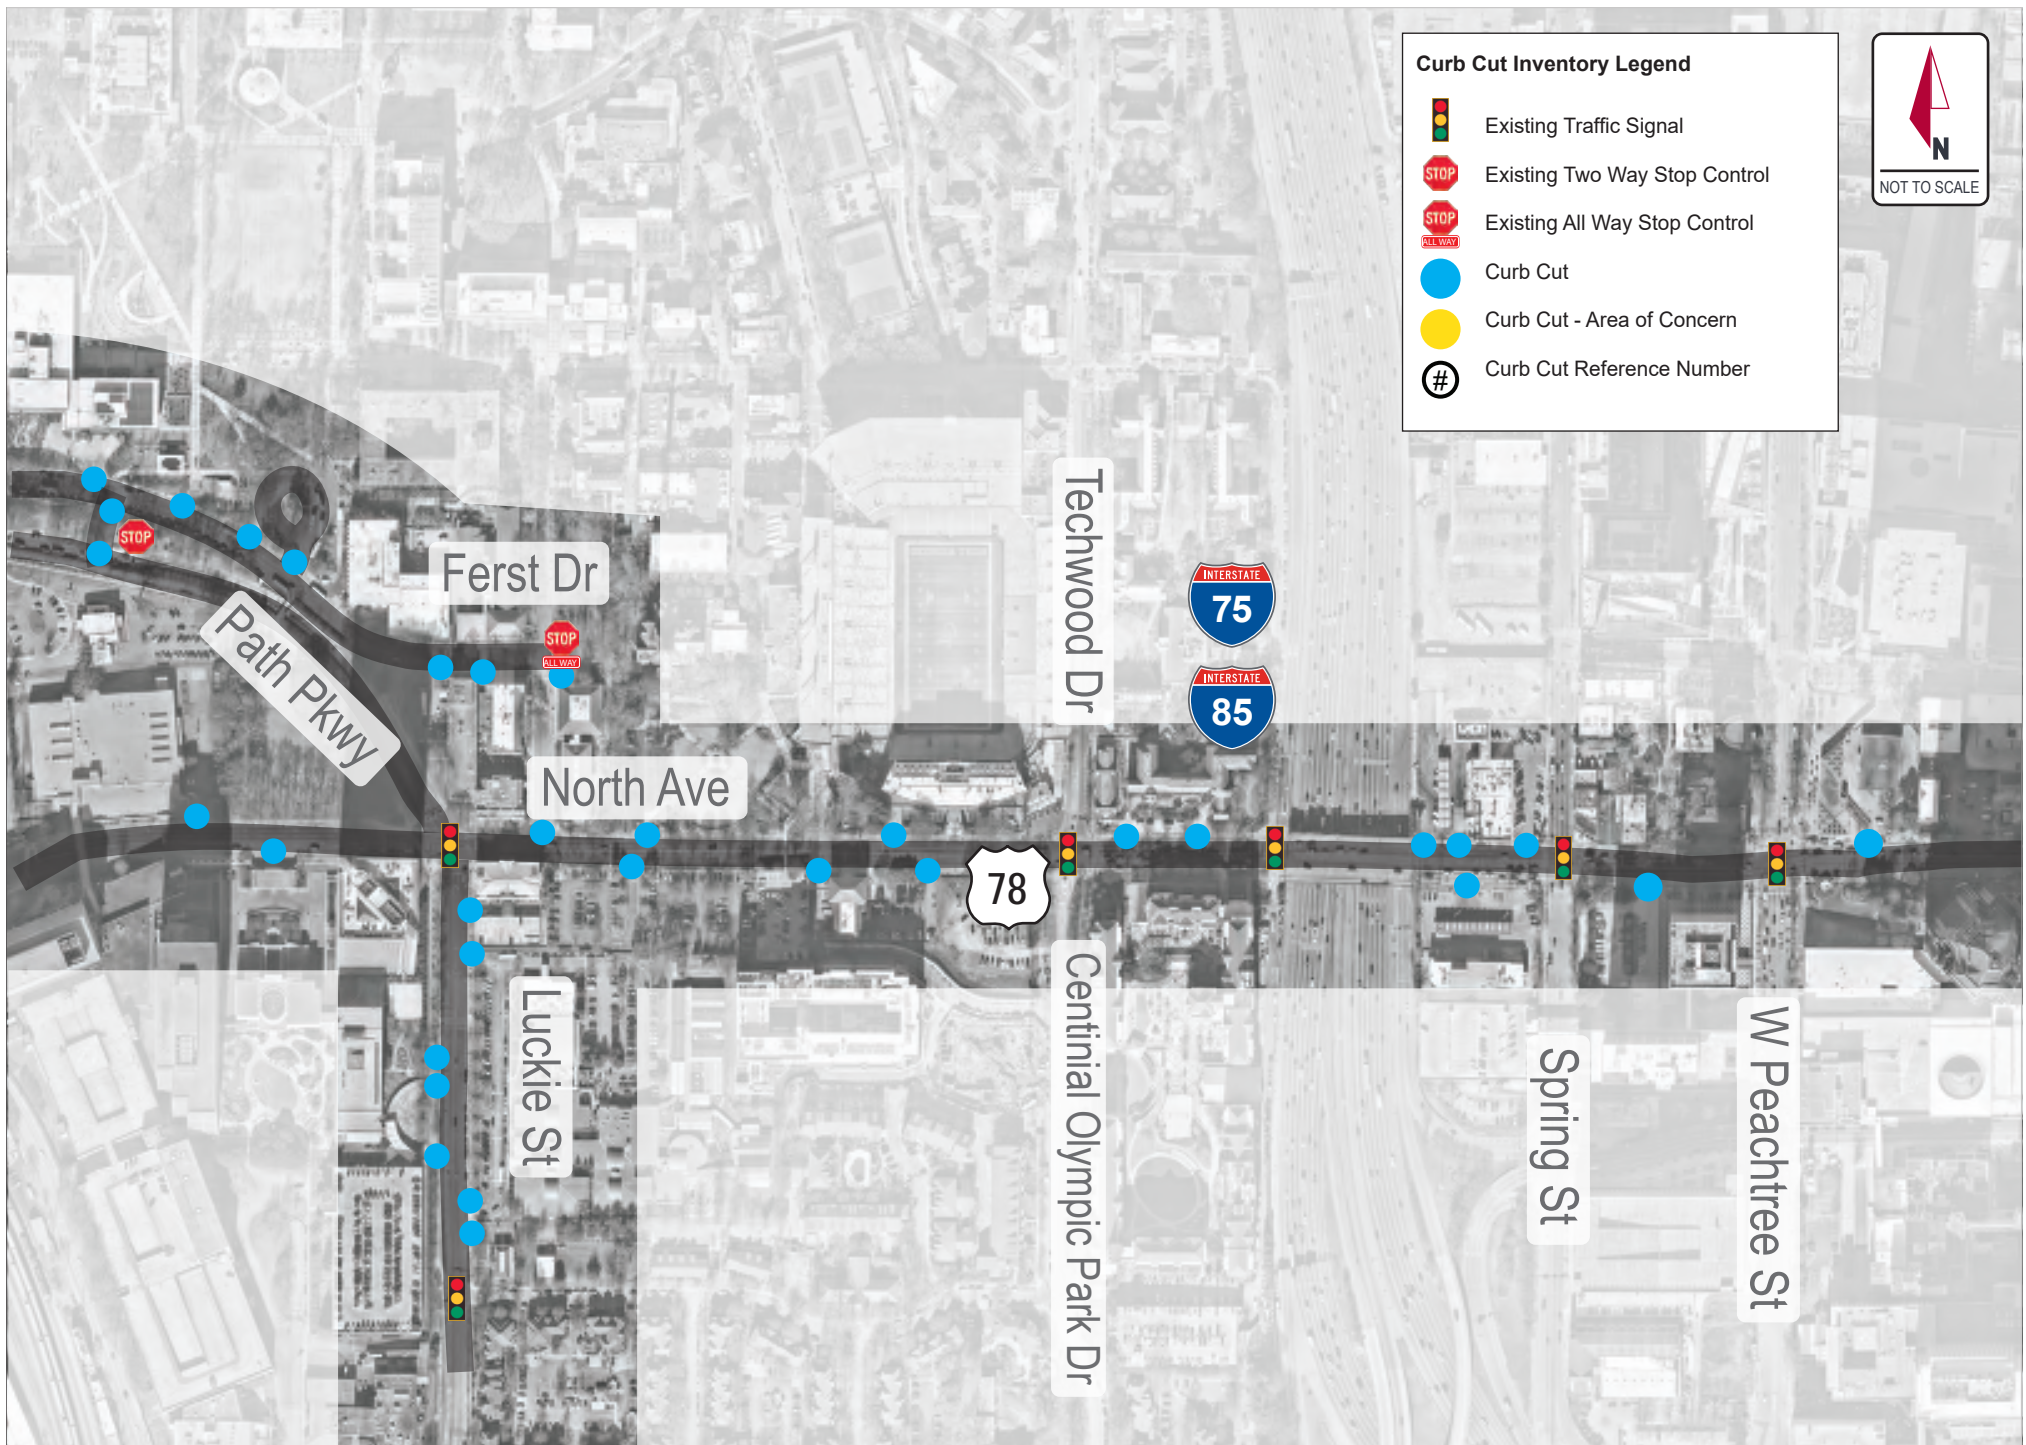 Curb Cut Inventory Legend
Existing Traffic Signal
STOP
Existing Two Way Stop Control
STOP
ALL WAY
Existing All Way Stop Control
Curb Cut
Curb Cut - Area of Concern
#
Curb Cut Reference Number
N
NOT TO SCALE
STOP
Ferst Dr
Path Pkwy
STOP
ALL WAY
Techwood Dr
INTERSTATE
75
INTERSTATE
85
North Ave
78
Luckie St
Centinial Olympic Park Dr
Spring St
W Peachtree St